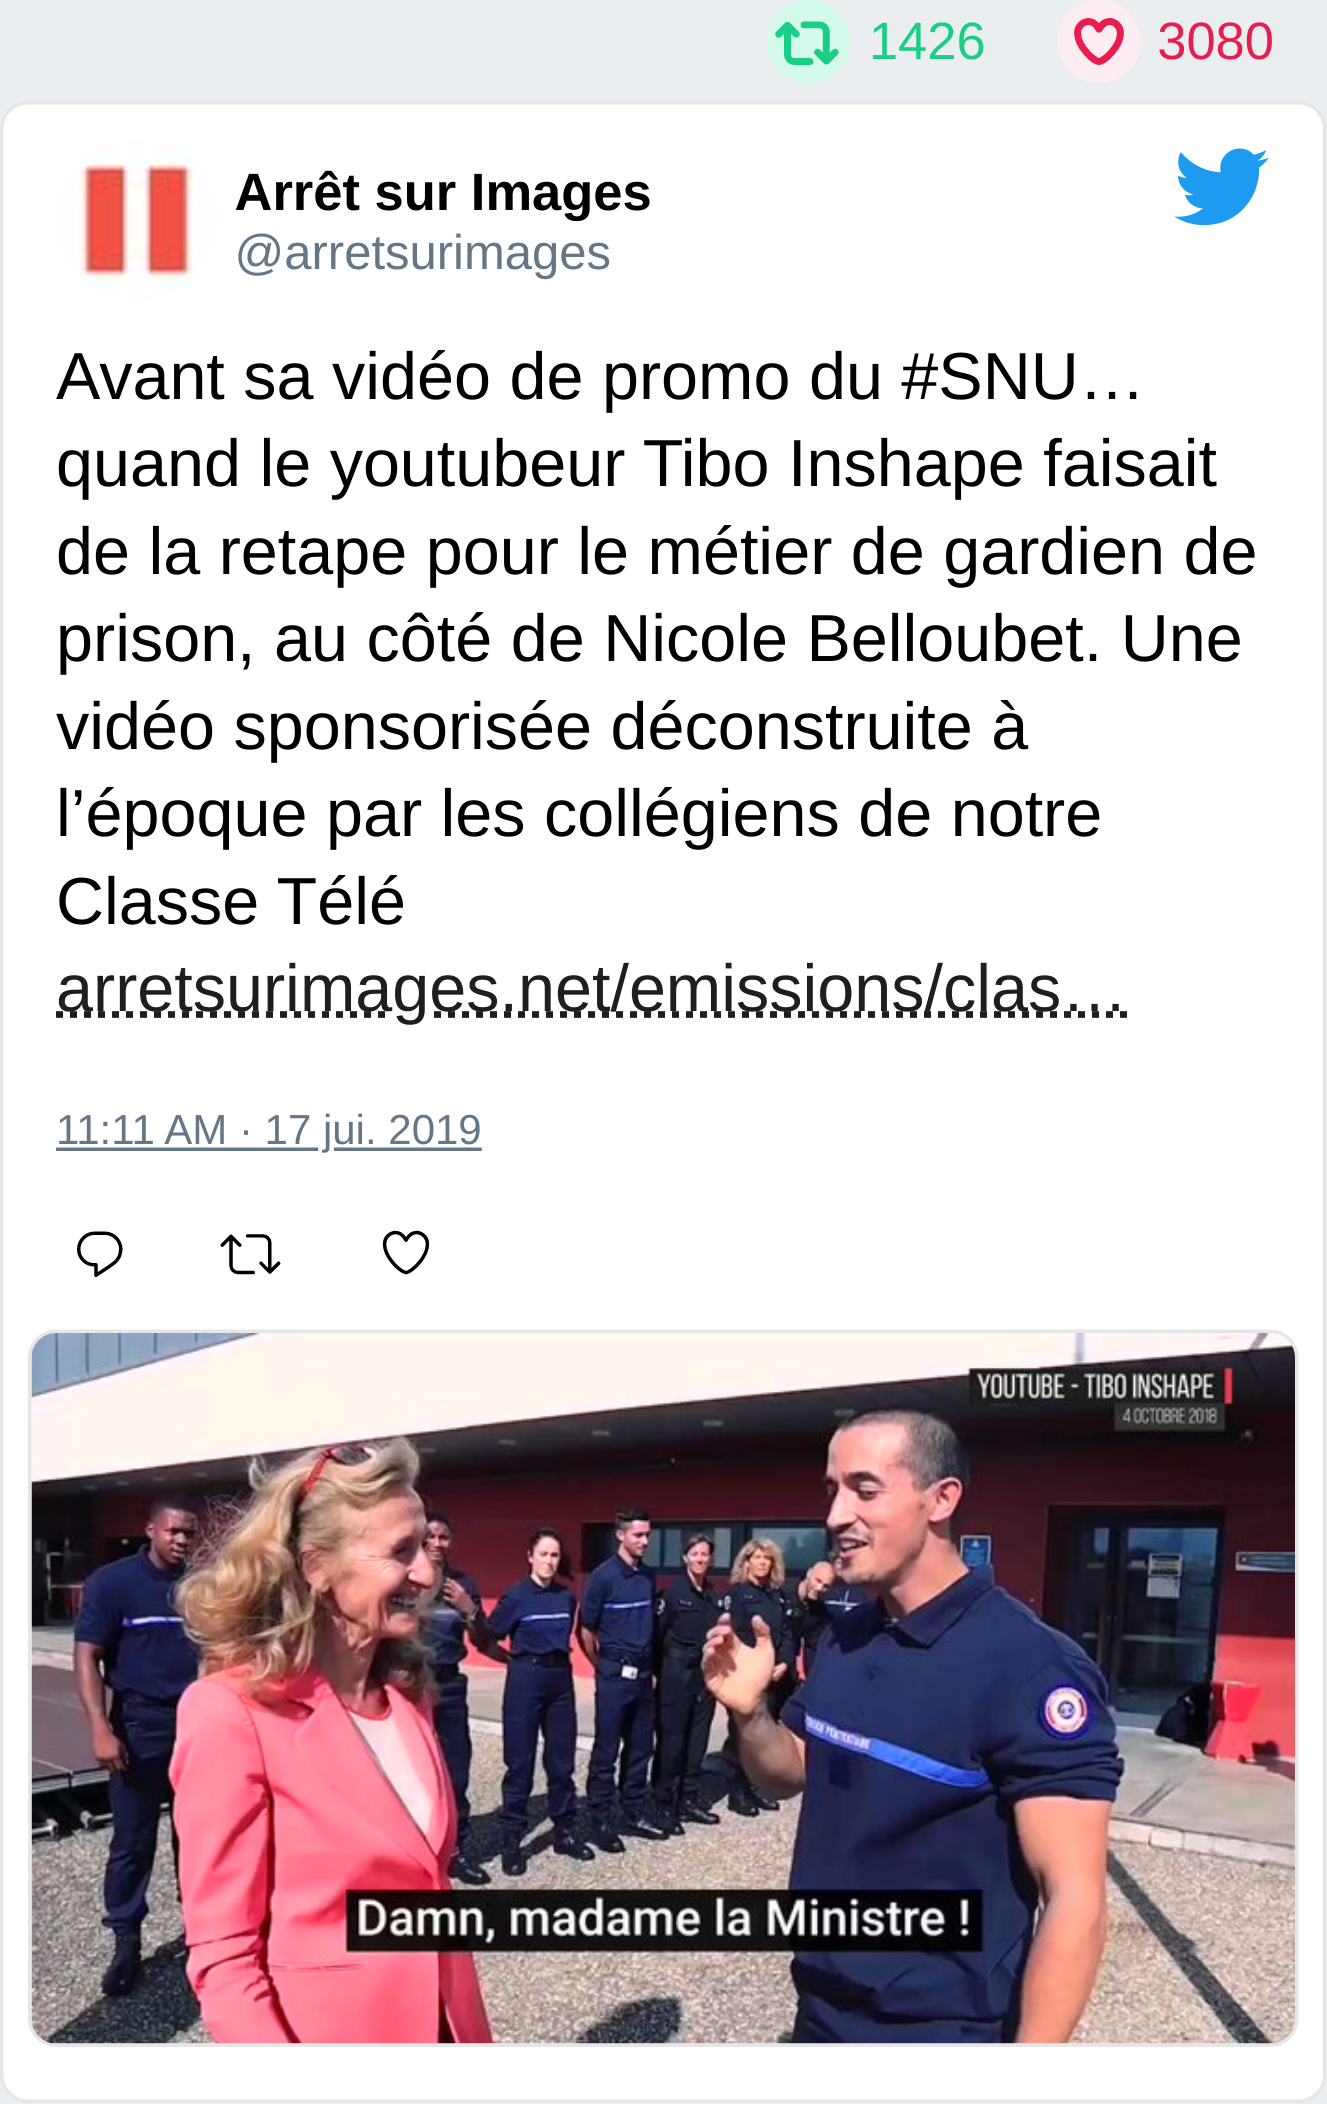 1426 3080
Arrêt sur Images
@arretsurimages
Avant sa vidéo de promo du #SNU…
quand le youtubeur Tibo Inshape faisait
de la retape pour le métier de gardien de
prison, au côté de Nicole Belloubet. Une
vidéo sponsorisée déconstruite à
l’époque par les collégiens de notre
Classe Télé
arretsurimages.net/emissions/clas…
11:11 AM · 17 jui. 2019
YOUTUBE - TIBO INSHAPE
4 OCTOBRE 2018
Damn, madame la Ministre !